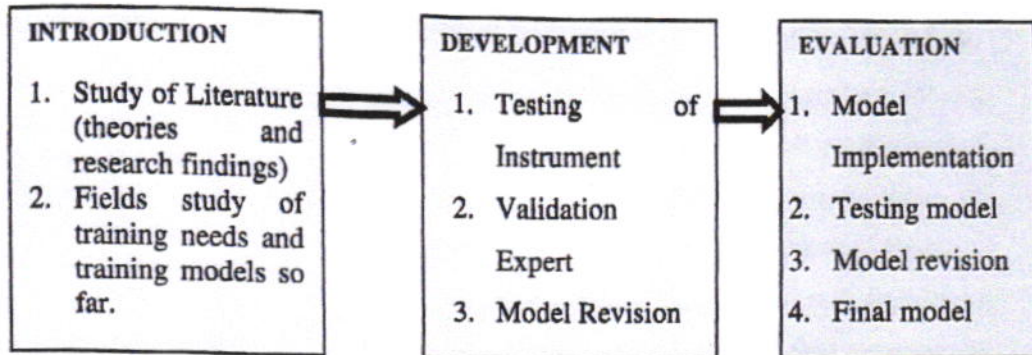 INTRODUCTION
1. Study of Literature
(theories and
research findings)
2. Fields study of
training needs and
training models so
far.
DEVELOPMENT
1. Testing of
Instrument
2. Validation
Expert
3. Model Revision
EVALUATION
1. Model
Implementation
2. Testing model
3. Model revision
4. Final model